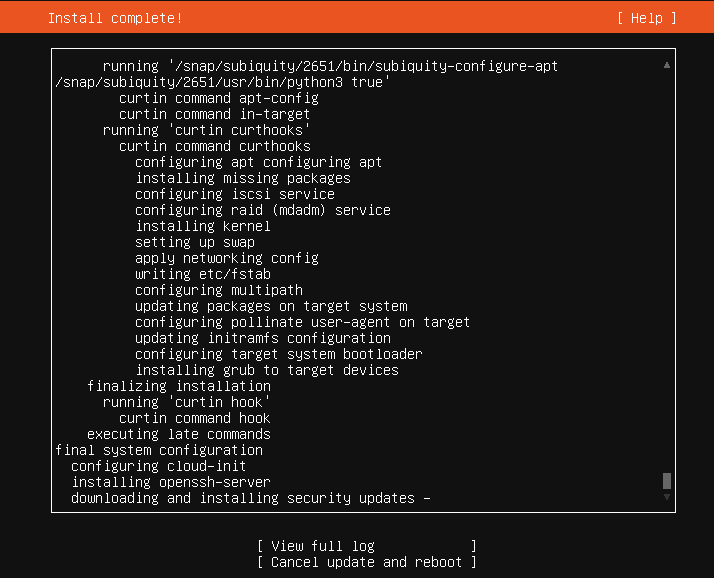 Install complete! [ Help ]
running '/snap/subiquity/2651/bin/subiquity-configure-apt
/snap/subiquity/2651/usr/bin/python3 true'
curtin command apt-config
curtin command in-target
running 'curtin curthooks'
curtin command curthooks
configuring apt configuring apt
installing missing packages
configuring iscsi service
configuring raid (mdadm) service
installing kernel
setting up swap
apply networking config
writing etc/fstab
configuring multipath
updating packages on target system
configuring pollinate user-agent on target
updating initramfs configuration
configuring target system bootloader
installing grub to target devices
finalizing installation
running 'curtin hook'
curtin command hook
executing late commands
final system configuration
configuring cloud-init
installing openssh-server
downloading and installing security updates -
[ View full log ]
[ Cancel update and reboot ]